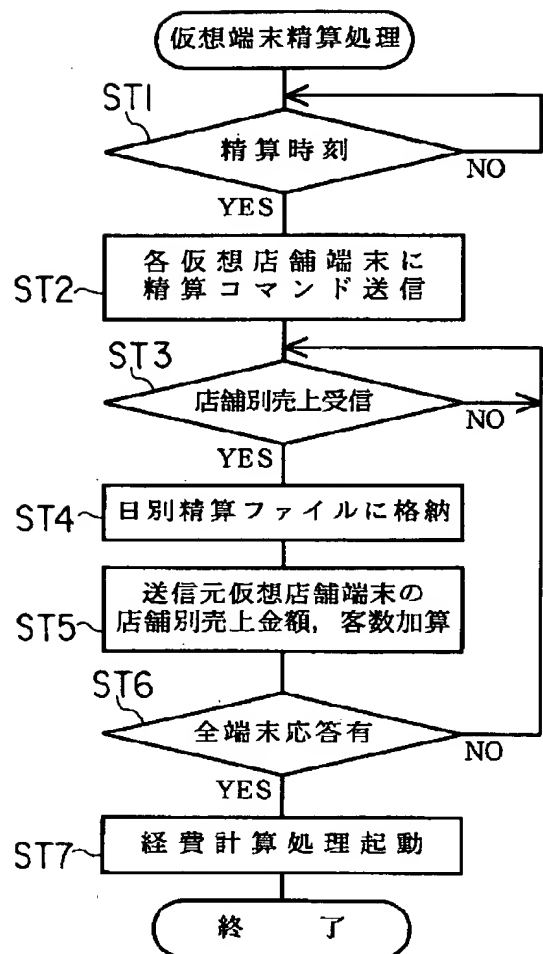 仮想端末精算処理
ST1
精算時刻
NO
YES
各仮想店舗端末に
精算コマンド送信
ST2
ST3
店舗別売上受信
NO
YES
ST4
日別精算ファイルに格納
送信元仮想店舗端末の
店舗別売上金額，客数加算
ST5
ST6
全端末応答有
NO
YES
ST7
経費計算処理起動
終了